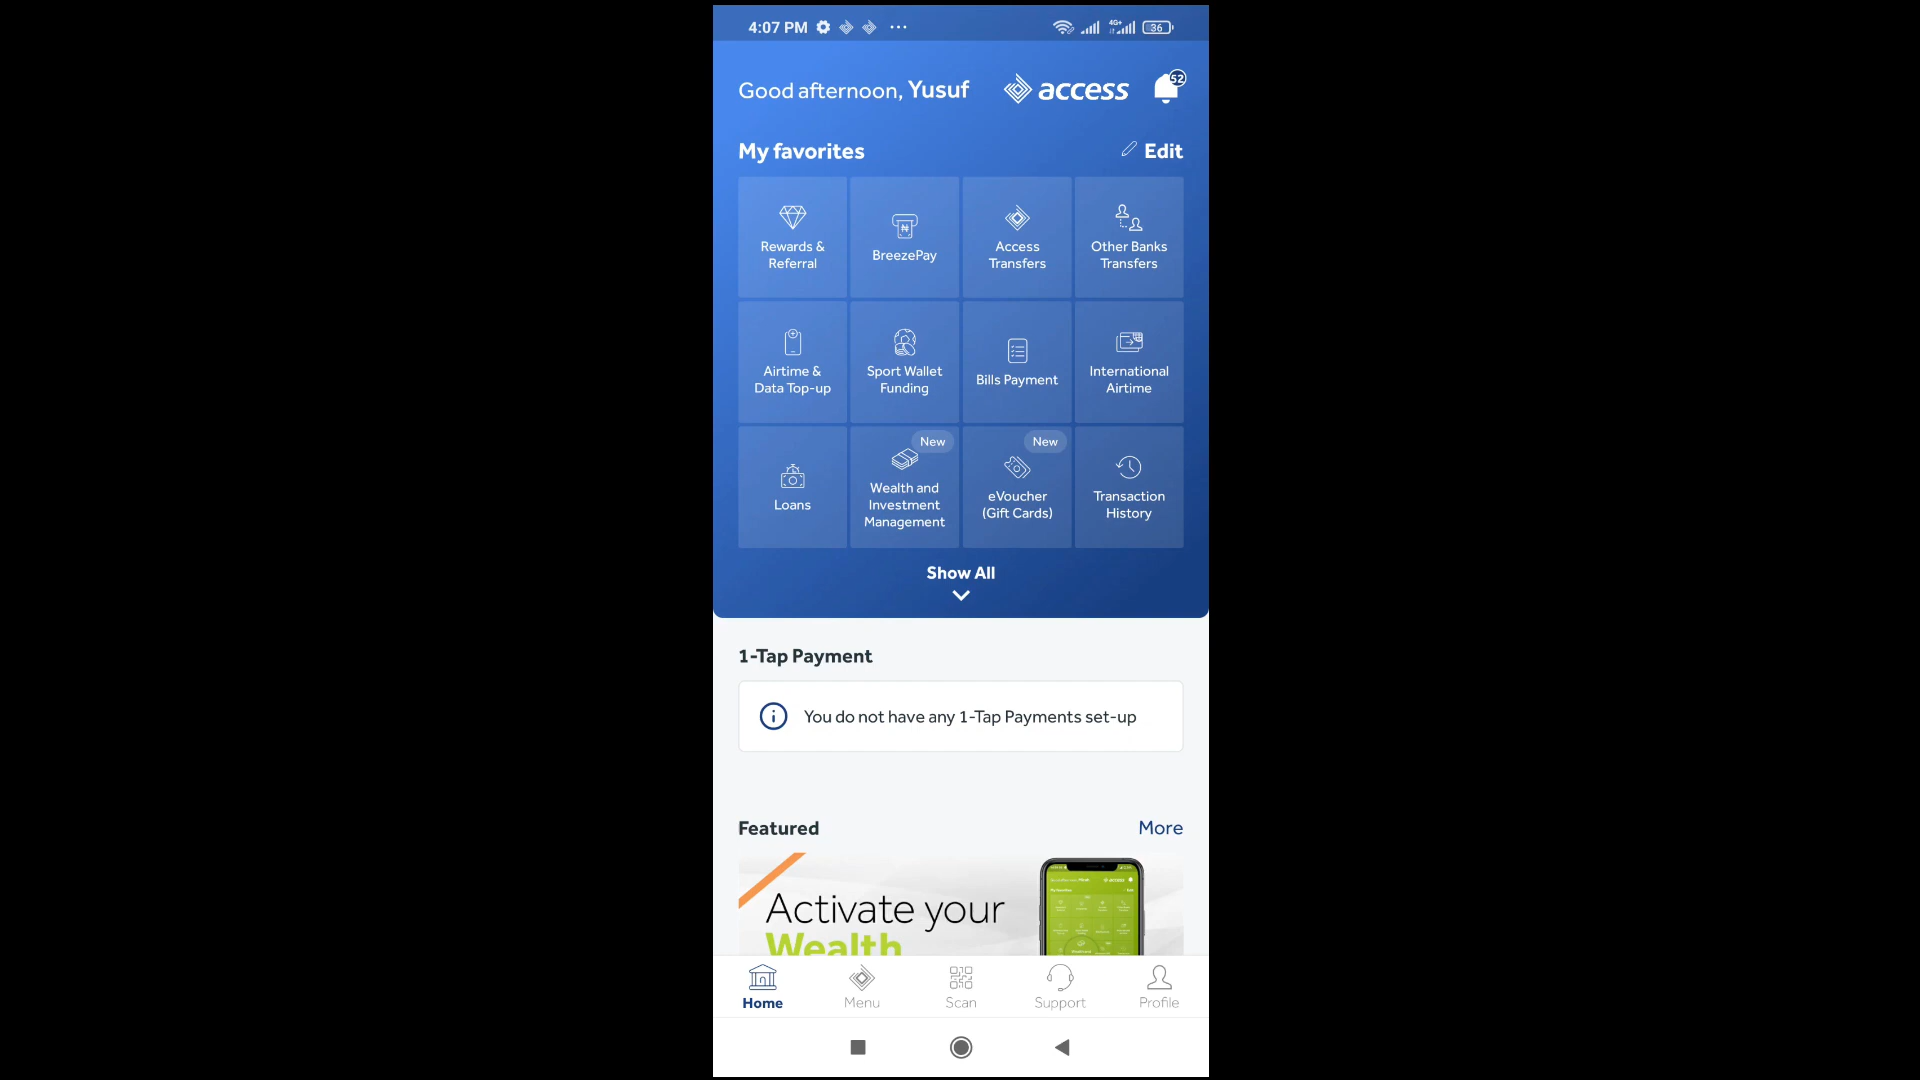 4:07 PM
4G+
36
Good afternoon, Yusuf
access
52
My favorites
Edit
Rewards &
Referral
BreezePay
Access
Transfers
Other Banks
Transfers
Airtime &
Data Top-up
Sport Wallet
Funding
Bills Payment
International
Airtime
Loans
New
Wealth and
Investment
Management
New
eVoucher
(Gift Cards)
Transaction
History
Show All
1-Tap Payment
You do not have any 1-Tap Payments set-up
Featured
More
Activate your
Wealth
Home
Menu
Scan
Support
Profile